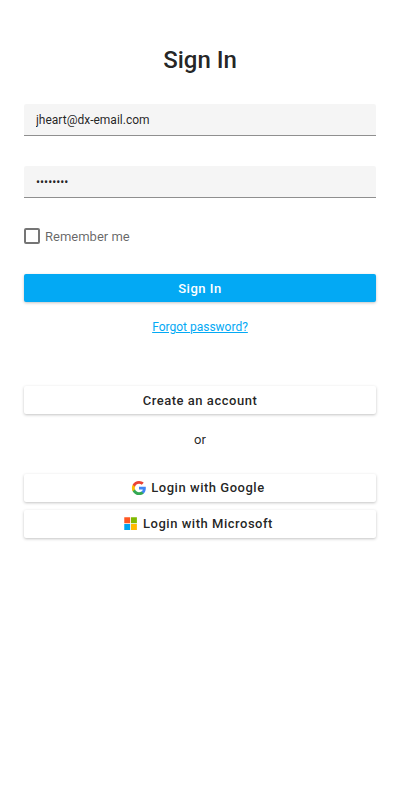 Sign In
jheart@dx-email.com
••••••••
Remember me
Sign In
Forgot password?
Create an account
or
Login with Google
Login with Microsoft